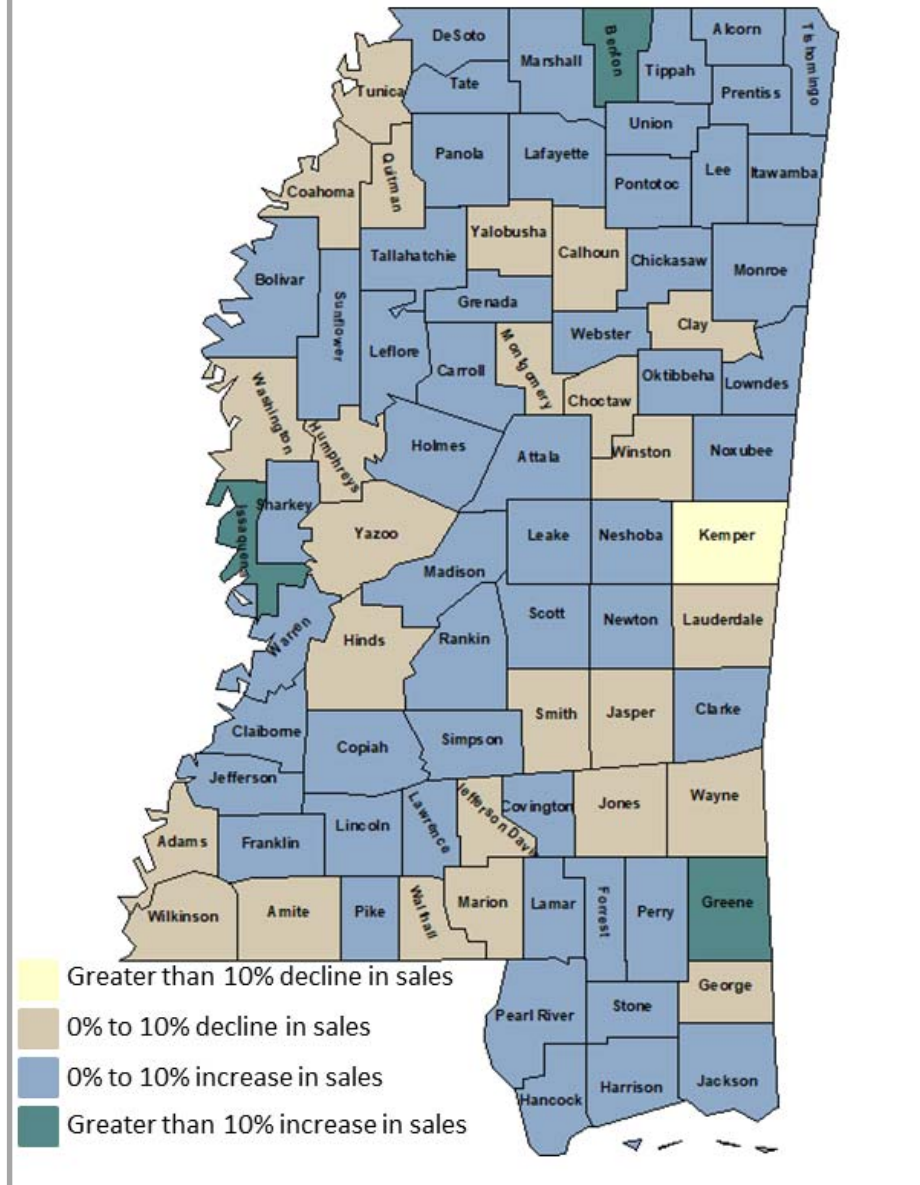 DeSoto
Marshall
Benton
Tippah
Alcorn
Tishomingo
Tunica
Tate
Prentiss
Union
Quitman
Panola
Lafayette
Pontotoc
Lee
Itawamba
Coahoma
Yalobusha
Calhoun
Tallahatchie
Chickasaw
Monroe
Bolivar
Sunflower
Grenada
Leflore
Carroll
Montgomery
Webster
Clay
Oktibbeha
Lowndes
Choctaw
Washington
Humphreys
Holmes
Attala
Winston
Noxubee
Issaquena
Sharkey
Yazoo
Leake
Neshoba
Kemper
Madison
Warren
Hinds
Rankin
Scott
Newton
Lauderdale
Claiborne
Copiah
Simpson
Smith
Jasper
Clarke
Jefferson
Lincoln
Lawrence
Jefferson Davis
Covington
Jones
Wayne
Adams
Franklin
Wilkinson
Amite
Pike
Walthall
Marion
Lamar
Forrest
Perry
Greene
George
Pearl River
Stone
Hancock
Harrison
Jackson
Greater than 10% decline in sales
0% to 10% decline in sales
0% to 10% increase in sales
Greater than 10% increase in sales